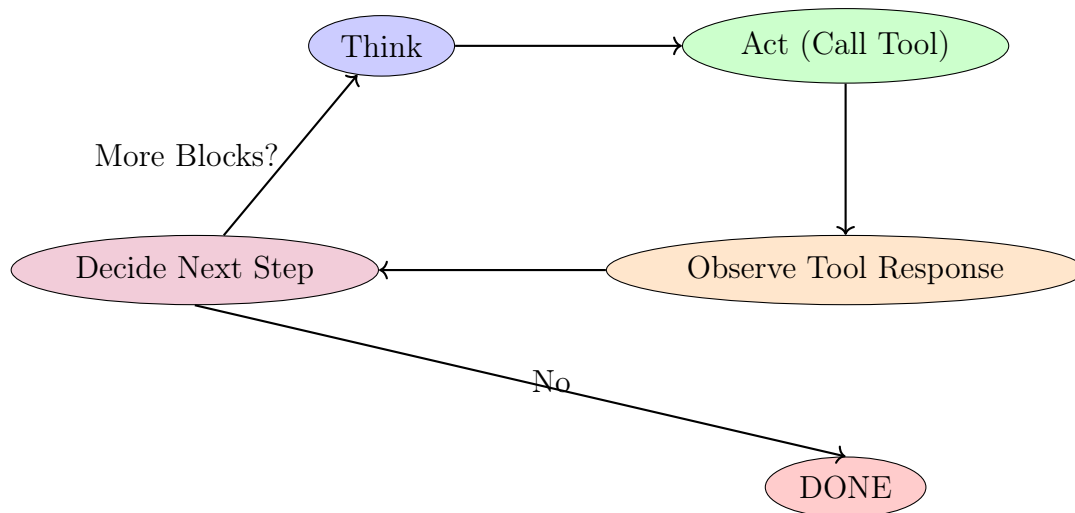 Think
Act (Call Tool)
More Blocks?
Decide Next Step
Observe Tool Response
No
DONE